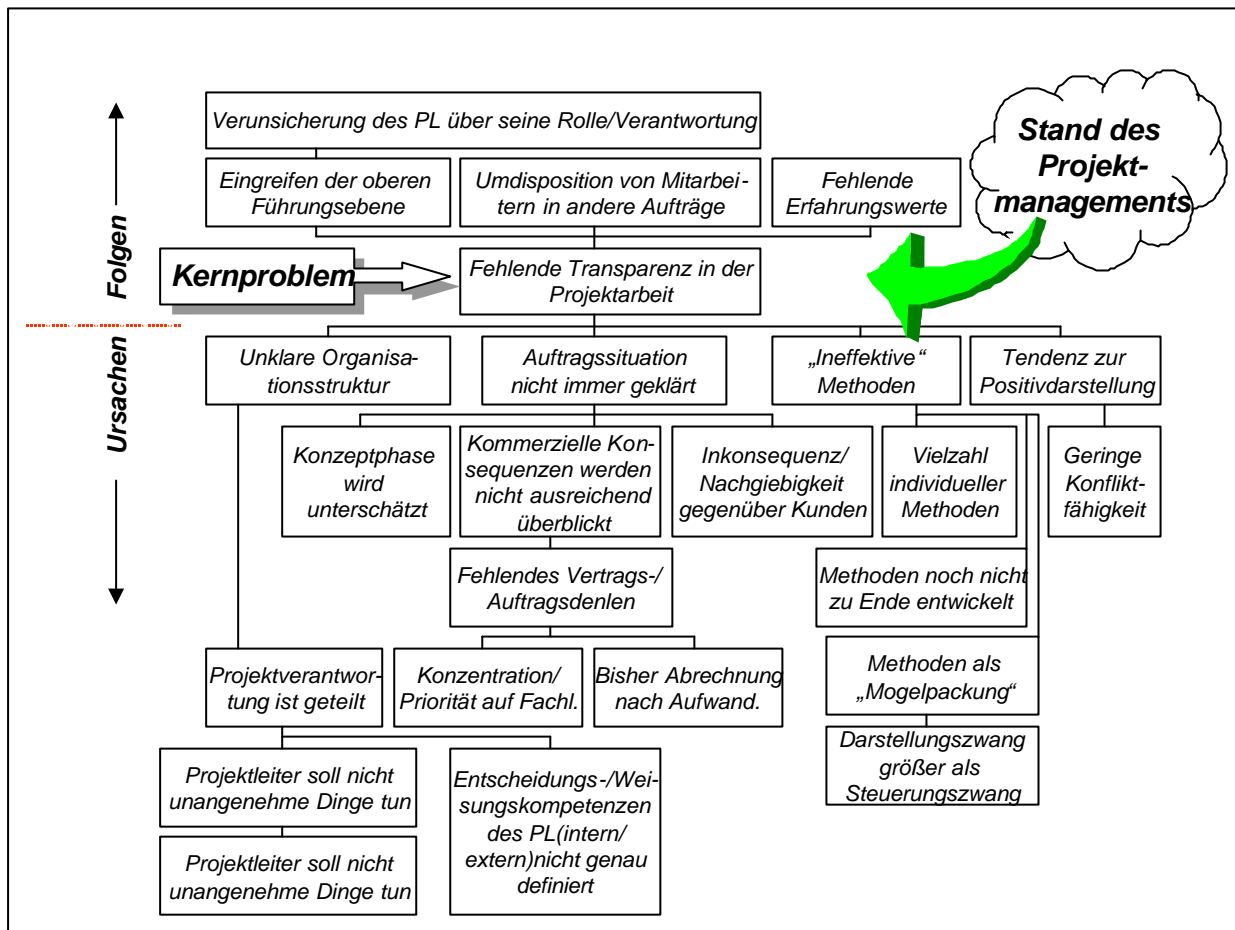 Folgen
Ursachen
Verunsicherung des PL über seine Rolle/Verantwortung
Stand des
Projekt-
managements
Eingreifen der oberen
Führungsebene
Umdisposition von Mitarbei-
tern in andere Aufträge
Fehlende
Erfahrungswerte
Kernproblem
Fehlende Transparenz in der
Projektarbeit
Unklare Organisa-
tionsstruktur
Auftragssituation
nicht immer geklärt
„Ineffektive“
Methoden
Tendenz zur
Positivdarstellung
Konzeptphase
wird
unterschätzt
Kommerzielle Kon-
sequenzen werden
nicht ausreichend
überblickt
Inkonsequenz/
Nachgiebigkeit
gegenüber Kunden
Vielzahl
individueller
Methoden
Geringe
Konflikt-
fähigkeit
Fehlendes Vertrags-/
Auftragsdenlen
Methoden noch nicht
zu Ende entwickelt
Projektverantwor-
tung ist geteilt
Konzentration/
Priorität auf Fachl.
Bisher Abrechnung
nach Aufwand.
Methoden als
„Mogelpackung“
Projektleiter soll nicht
unangenehme Dinge tun
Entscheidungs-/Wei-
sungskompetenzen
des PL(intern/
extern)nicht genau
definiert
Darstellungszwang
größer als
Steuerungszwang
Projektleiter soll nicht
unangenehme Dinge tun